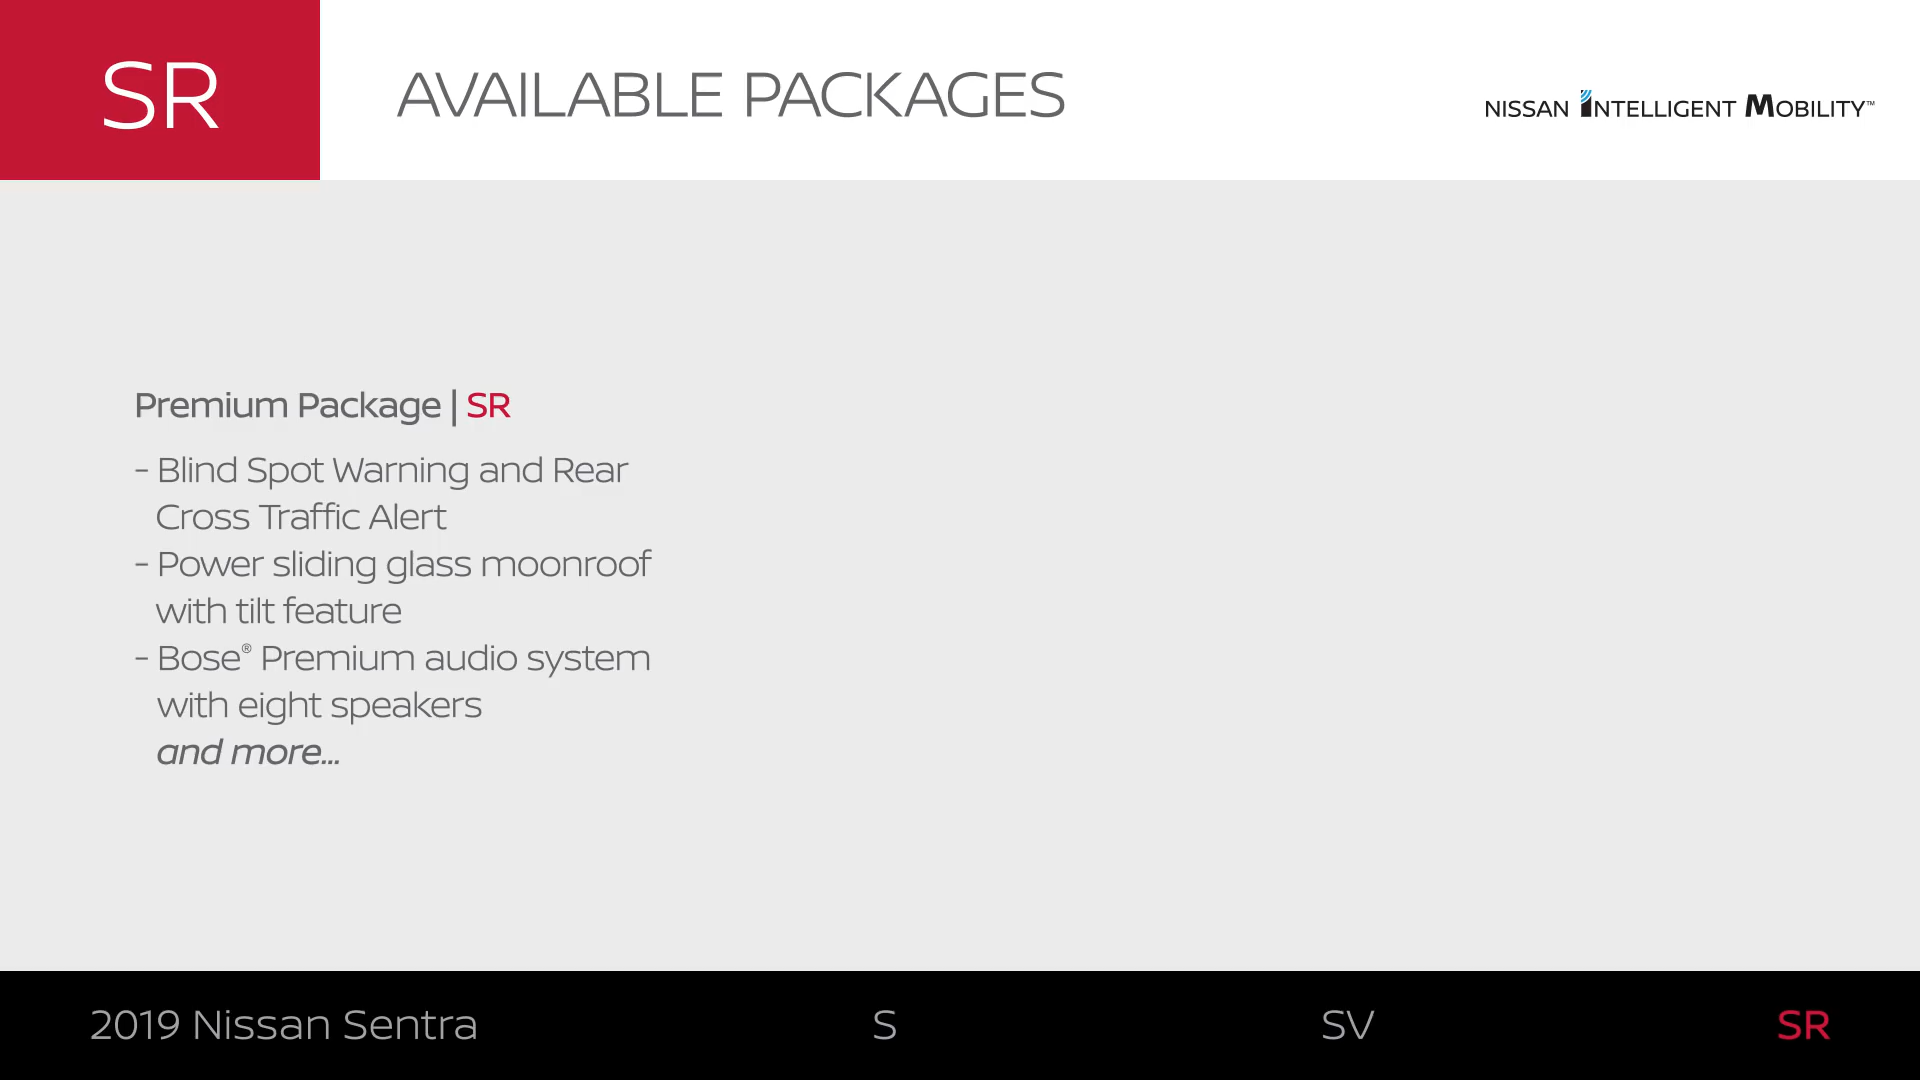 SR
AVAILABLE PACKAGES
NISSAN INTELLIGENT MOBILITY™
Premium Package | SR
- Blind Spot Warning and Rear
Cross Traffic Alert
- Power sliding glass moonroof
with tilt feature
- Bose® Premium audio system
with eight speakers
and more...
2019 Nissan Sentra
S
SV
SR